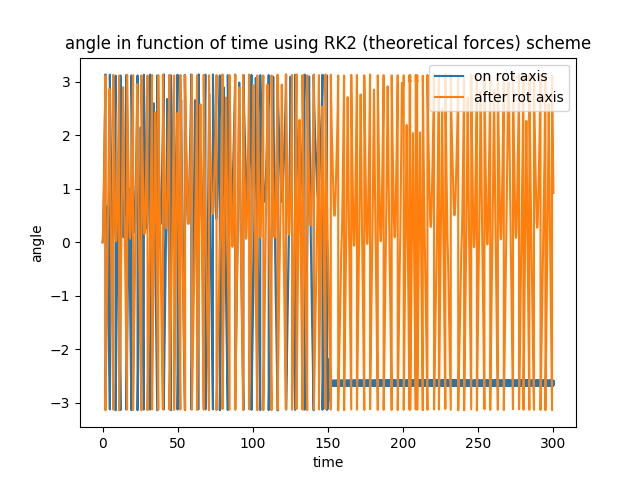 angle in function of time using RK2 (theoretical forces) scheme
on rot axis
after rot axis
angle
3
2
1
0
−1
−2
−3
0 50 100 150 200 250 300
time